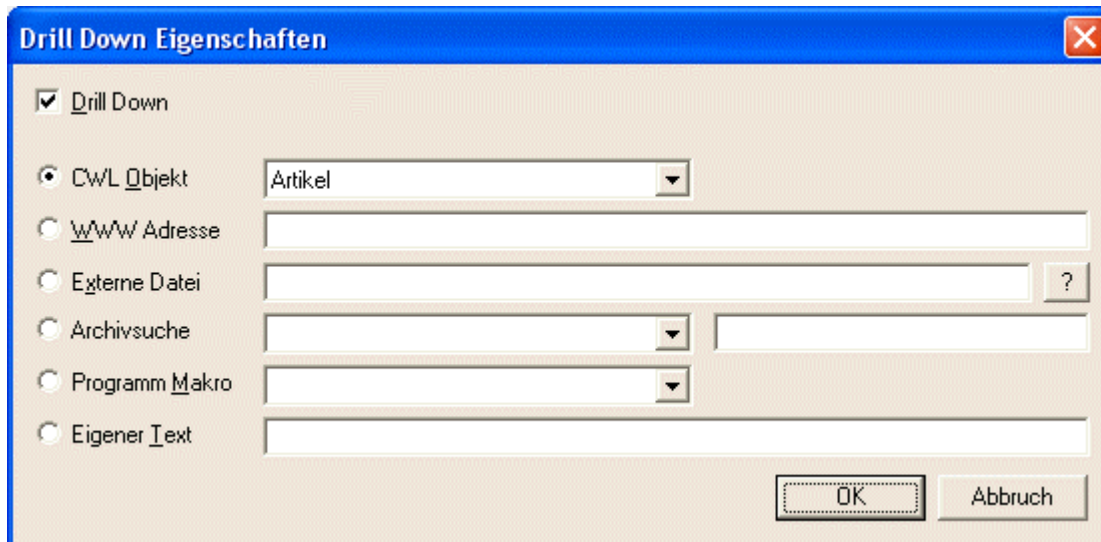 Drill Down Eigenschaften
Drill Down
CWL Objekt Artikel
WWW Adresse
Externe Datei ?
Archivsuche
Programm Makro
Eigener Text
OK Abbruch